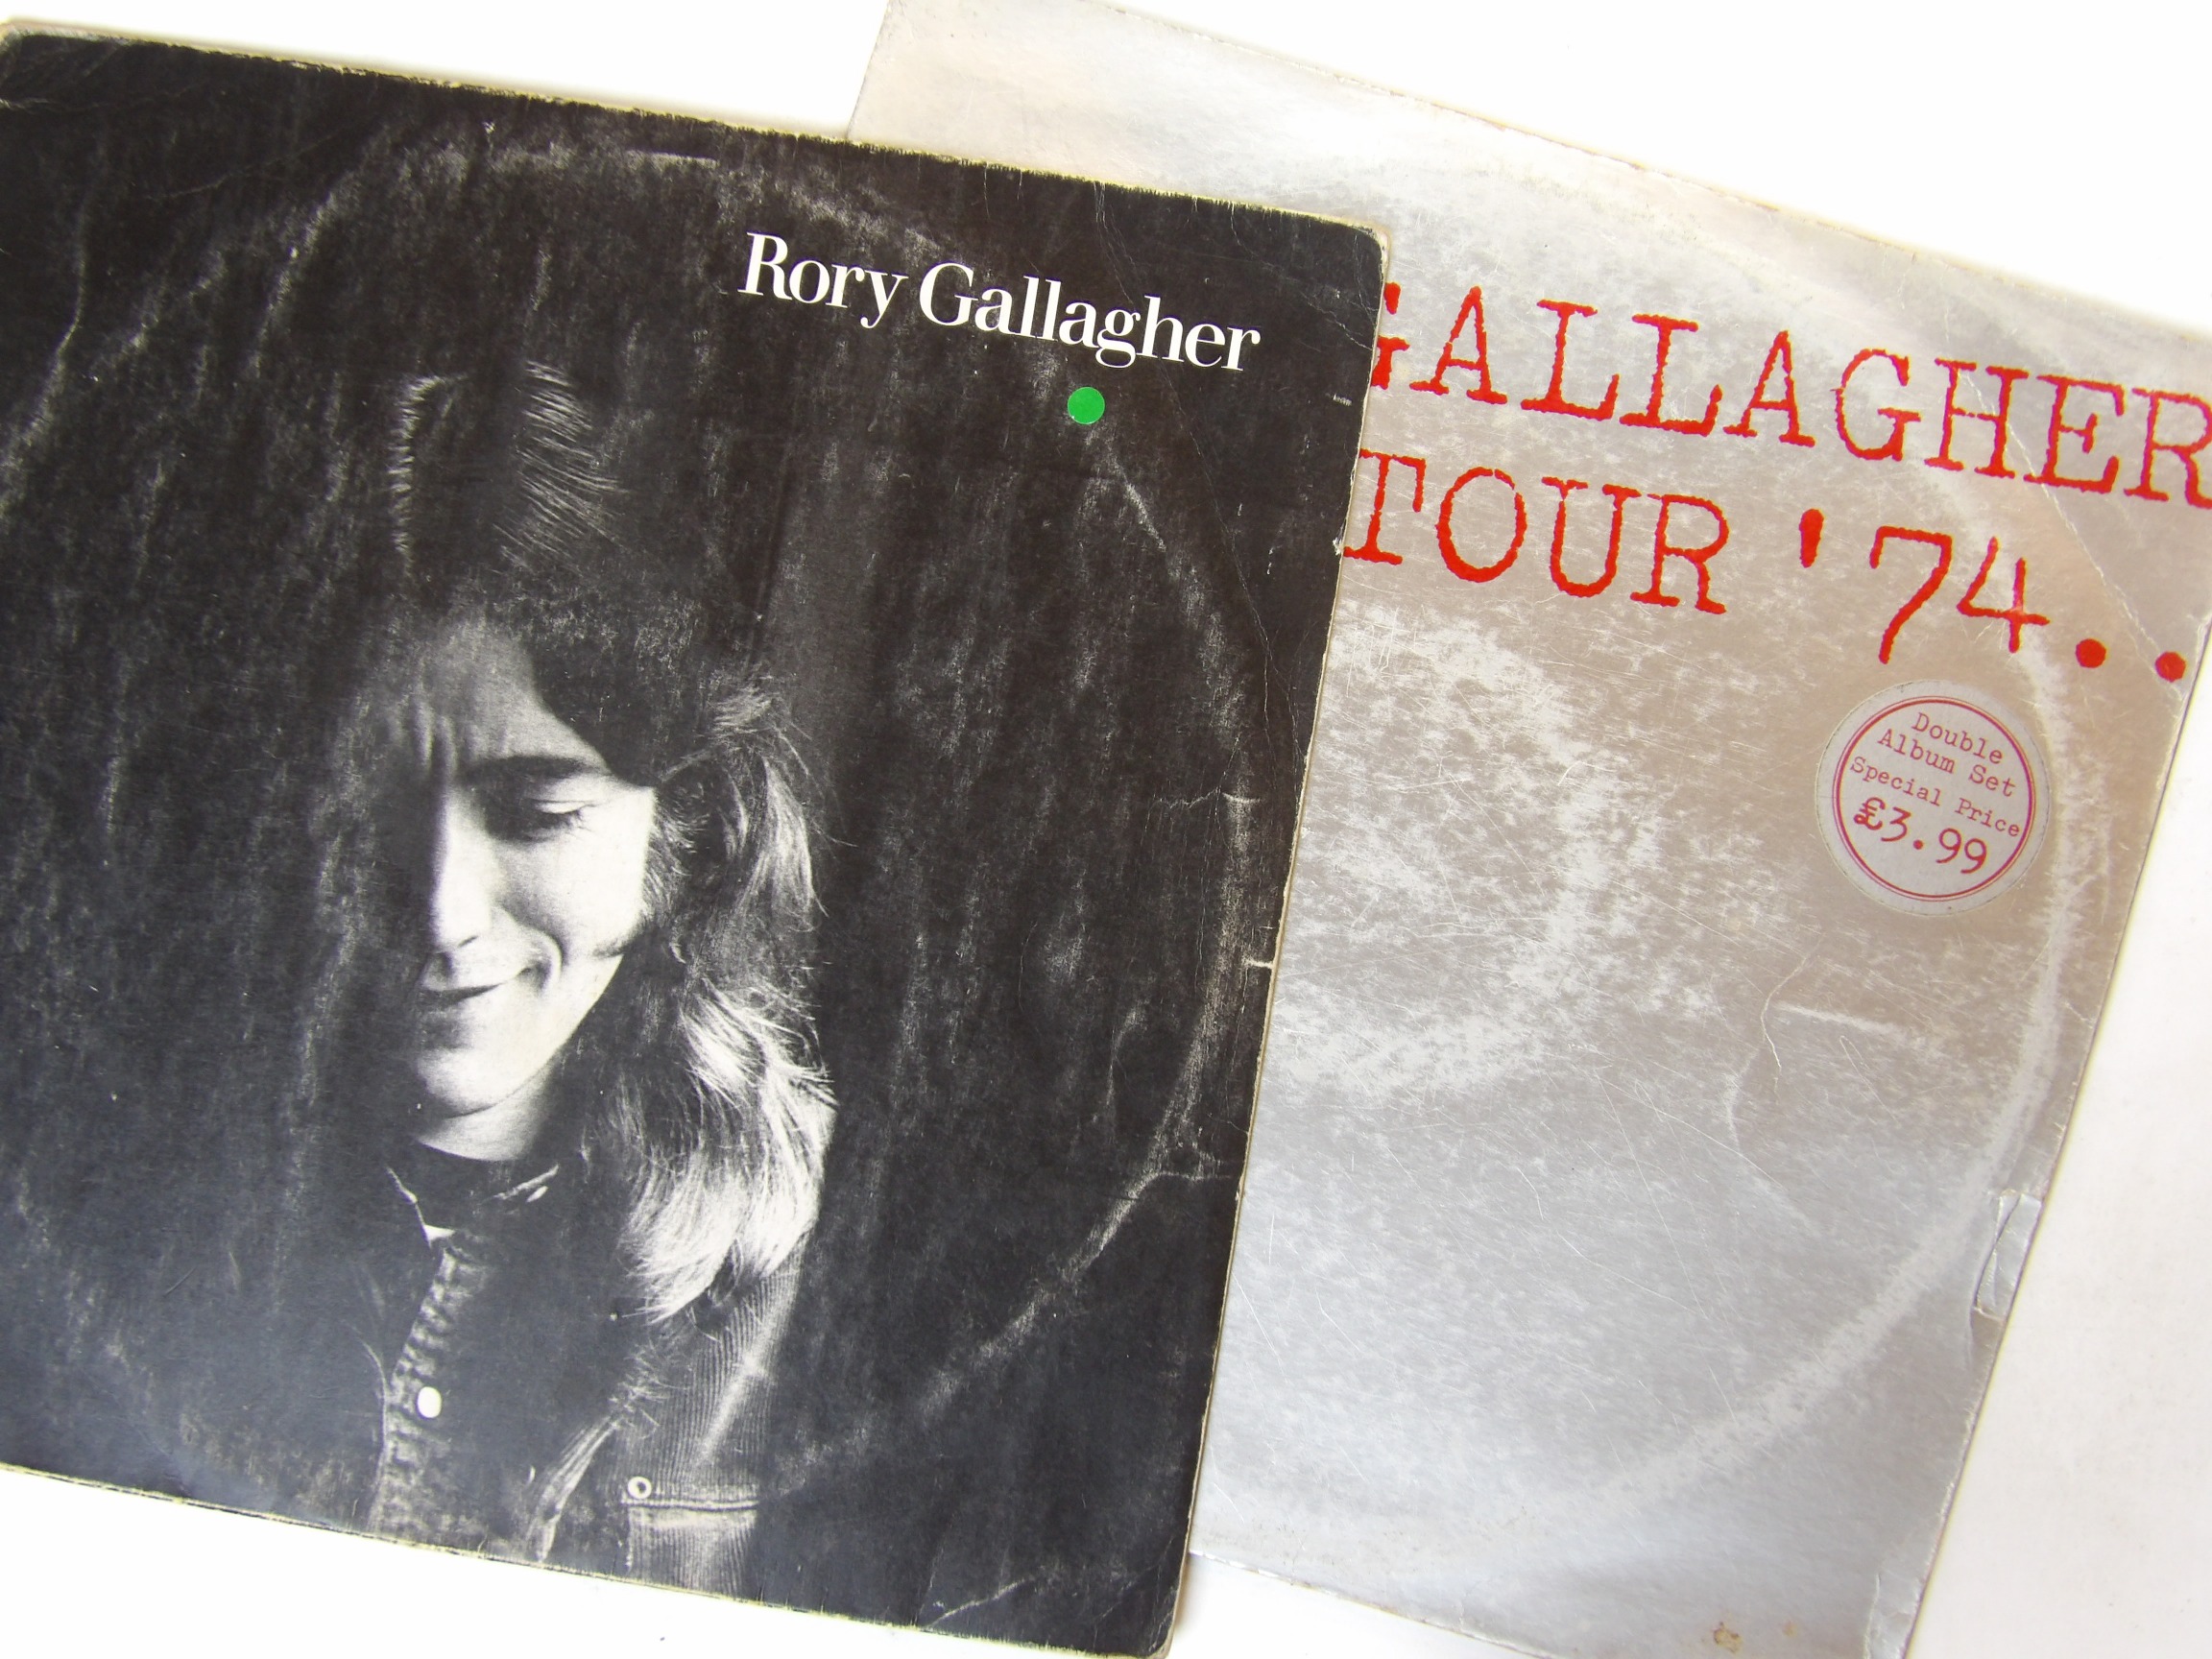 Rory Gallagher
GALLAGHER
TOUR '74..
Double
Album Set
Special Price
£3.99